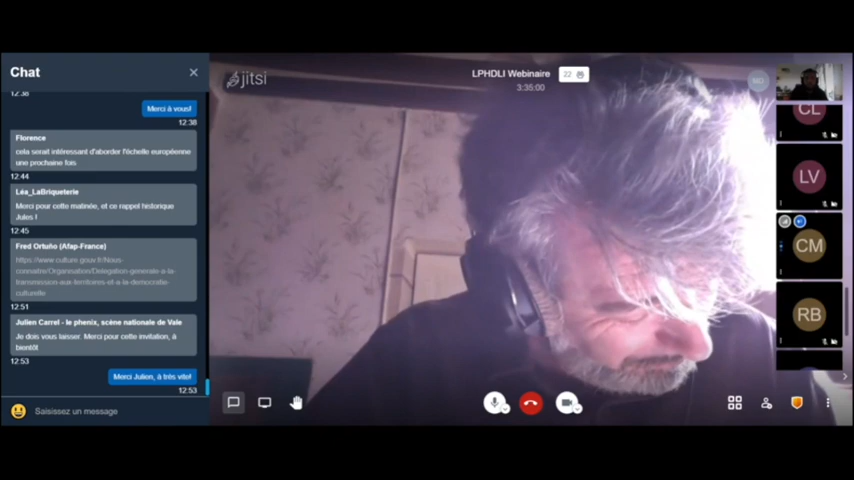 Chat
12:38
Merci à vous!
12:38
Florence
cela serait intéressant d'aborder l'échelle européenne
une prochaine fois
12:44
Léa_LaBriqueterie
Merci pour cette matinée, et ce rappel historique
Jules !
12:45
Fred Ortuño (Afap-France)
https://www.culture.gouv.fr/Nous-
connaitre/Organisation/Delegation-generale-a-la-
transmission-aux-territoires-et-a-la-democratie-
culturelle
12:51
Julien Carrel - le phenix, scène nationale de Vale
Je dois vous laisser. Merci pour cette invitation, à
bientôt
12:53
Merci Julien, à très vite!
12:53
Saisissez un message
jitsi
LPHDLI Webinaire
22
3:35:00
CL
LV
CM
RB